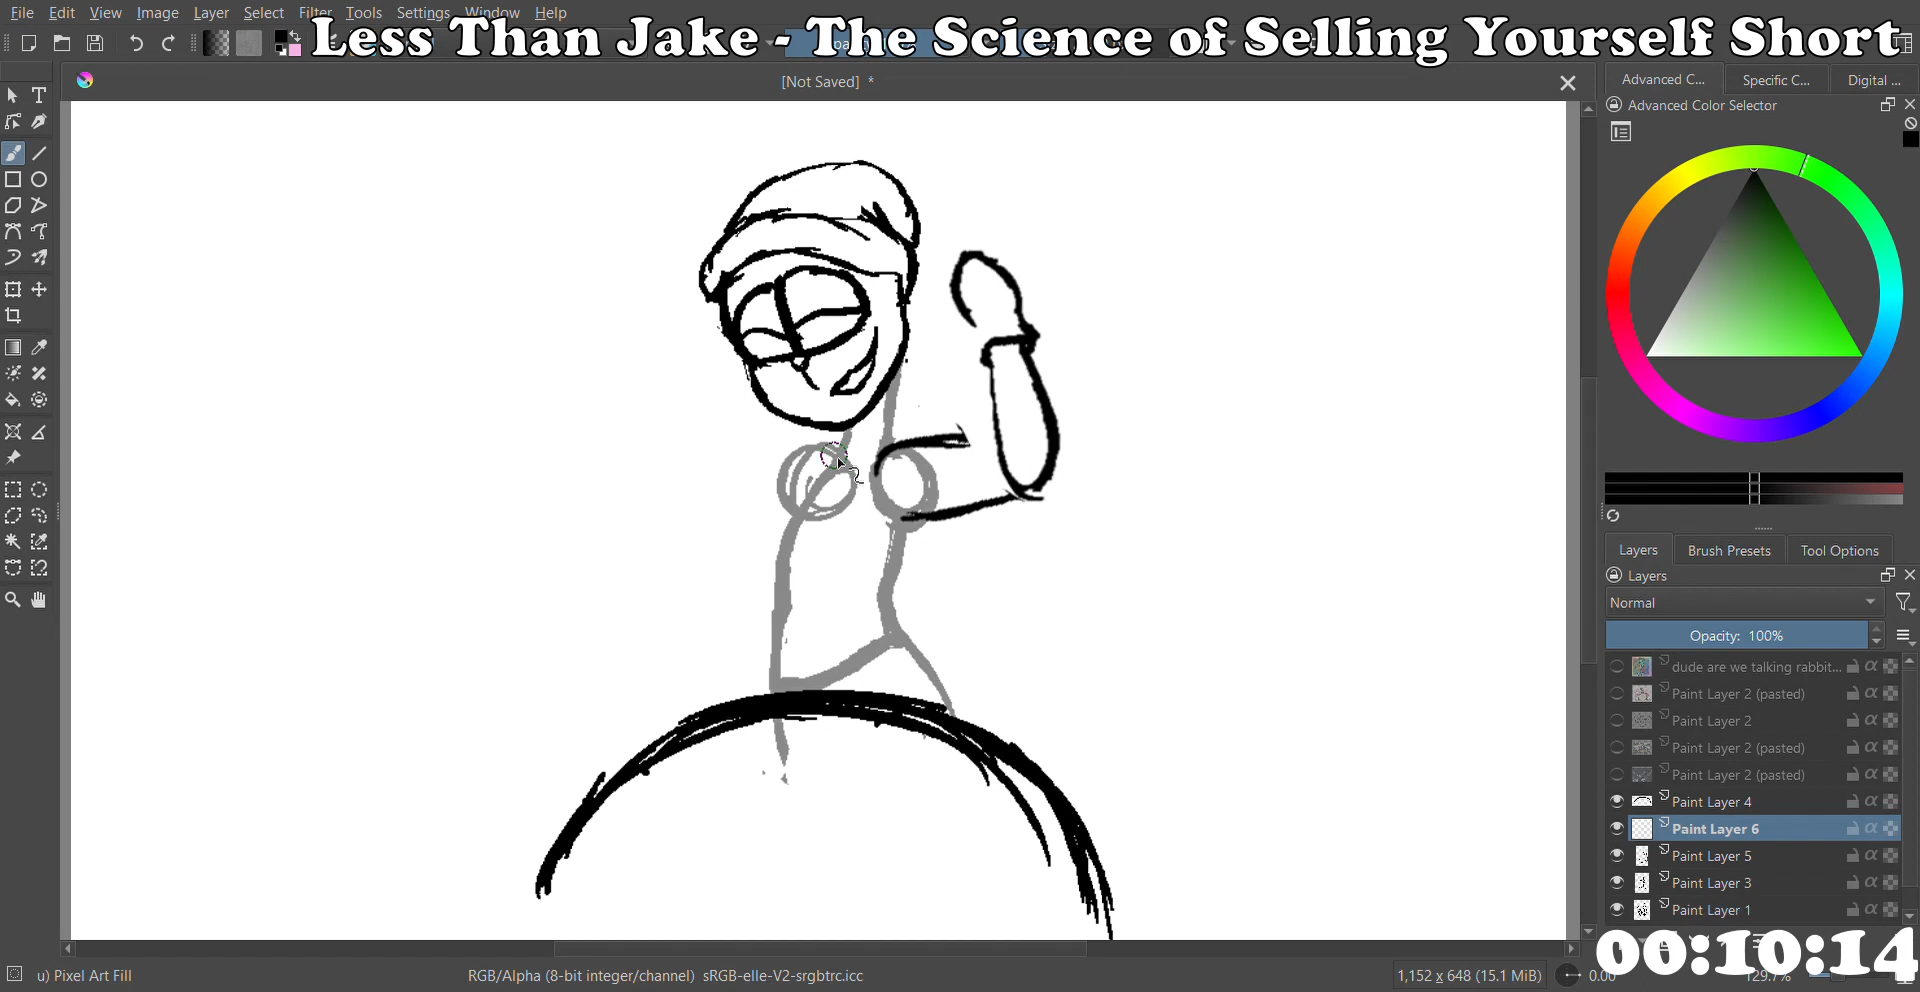 File Edit View Image Layer Select Filter Tools Settings Window Help
Less Than Jake - The Science of Selling Yourself Short
[Not Saved] *
Advanced C... Specific C... Digital ...
Advanced Color Selector
Layers Brush Presets Tool Options
Layers
Normal
Opacity: 100%
dude are we talking rabbit...
Paint Layer 2 (pasted)
Paint Layer 2
Paint Layer 2 (pasted)
Paint Layer 2 (pasted)
Paint Layer 4
Paint Layer 6
Paint Layer 5
Paint Layer 3
Paint Layer 1
00:10:14
u) Pixel Art Fill
RGB/Alpha (8-bit integer/channel) sRGB-elle-V2-srgbtrc.icc
1,152 x 648 (15.1 MiB)
0.00
129.7%